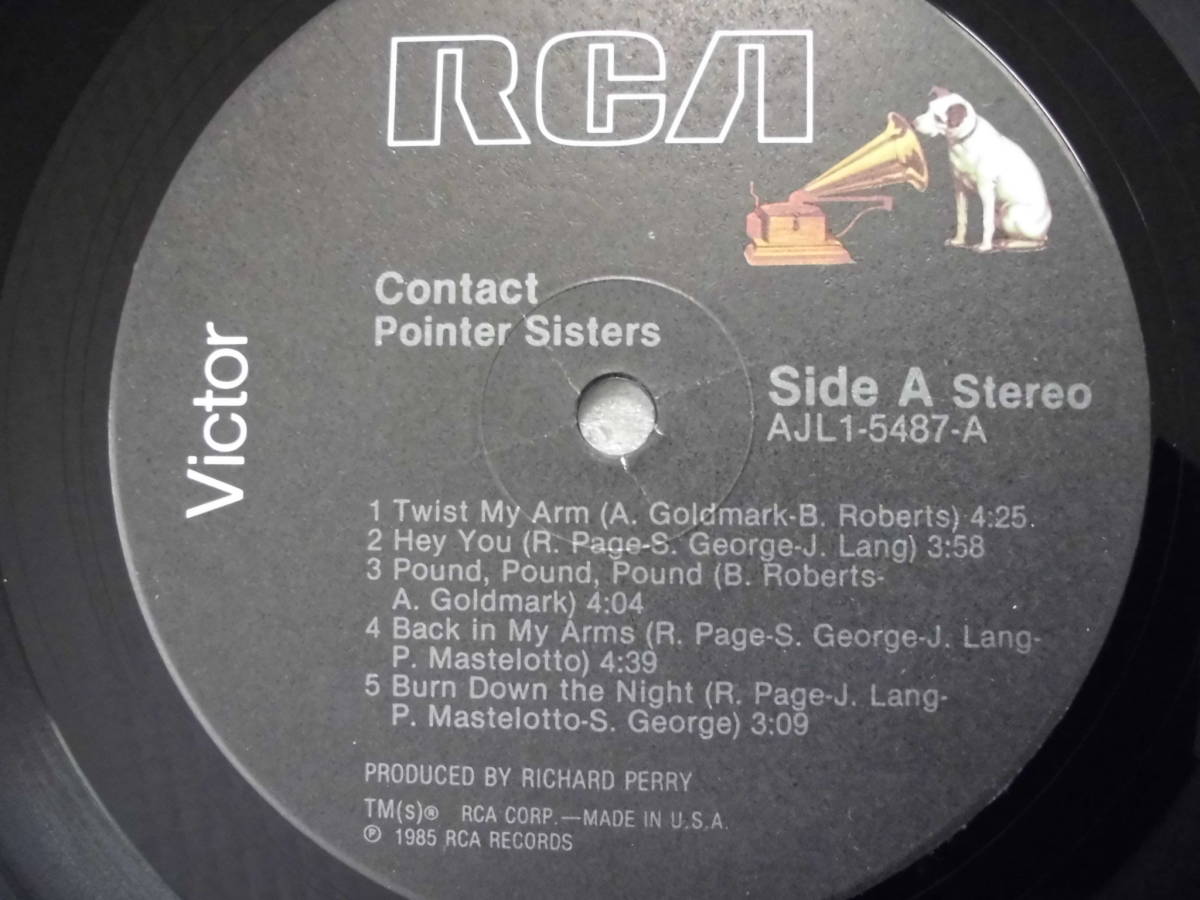 RCA
Victor
Contact
Pointer Sisters
Side A Stereo
AJL1-5487-A
1 Twist My Arm (A. Goldmark-B. Roberts) 4:25
2 Hey You (R. Page-S. George-J. Lang) 3:58
3 Pound, Pound, Pound (B. Roberts-
A. Goldmark) 4:04
4 Back in My Arms (R. Page-S. George-J. Lang-
P. Mastelotto) 4:39
5 Burn Down the Night (R. Page-J. Lang-
P. Mastelotto-S. George) 3:09
PRODUCED BY RICHARD PERRY
TM(s)® RCA CORP.—MADE IN U.S.A.
℗ 1985 RCA RECORDS